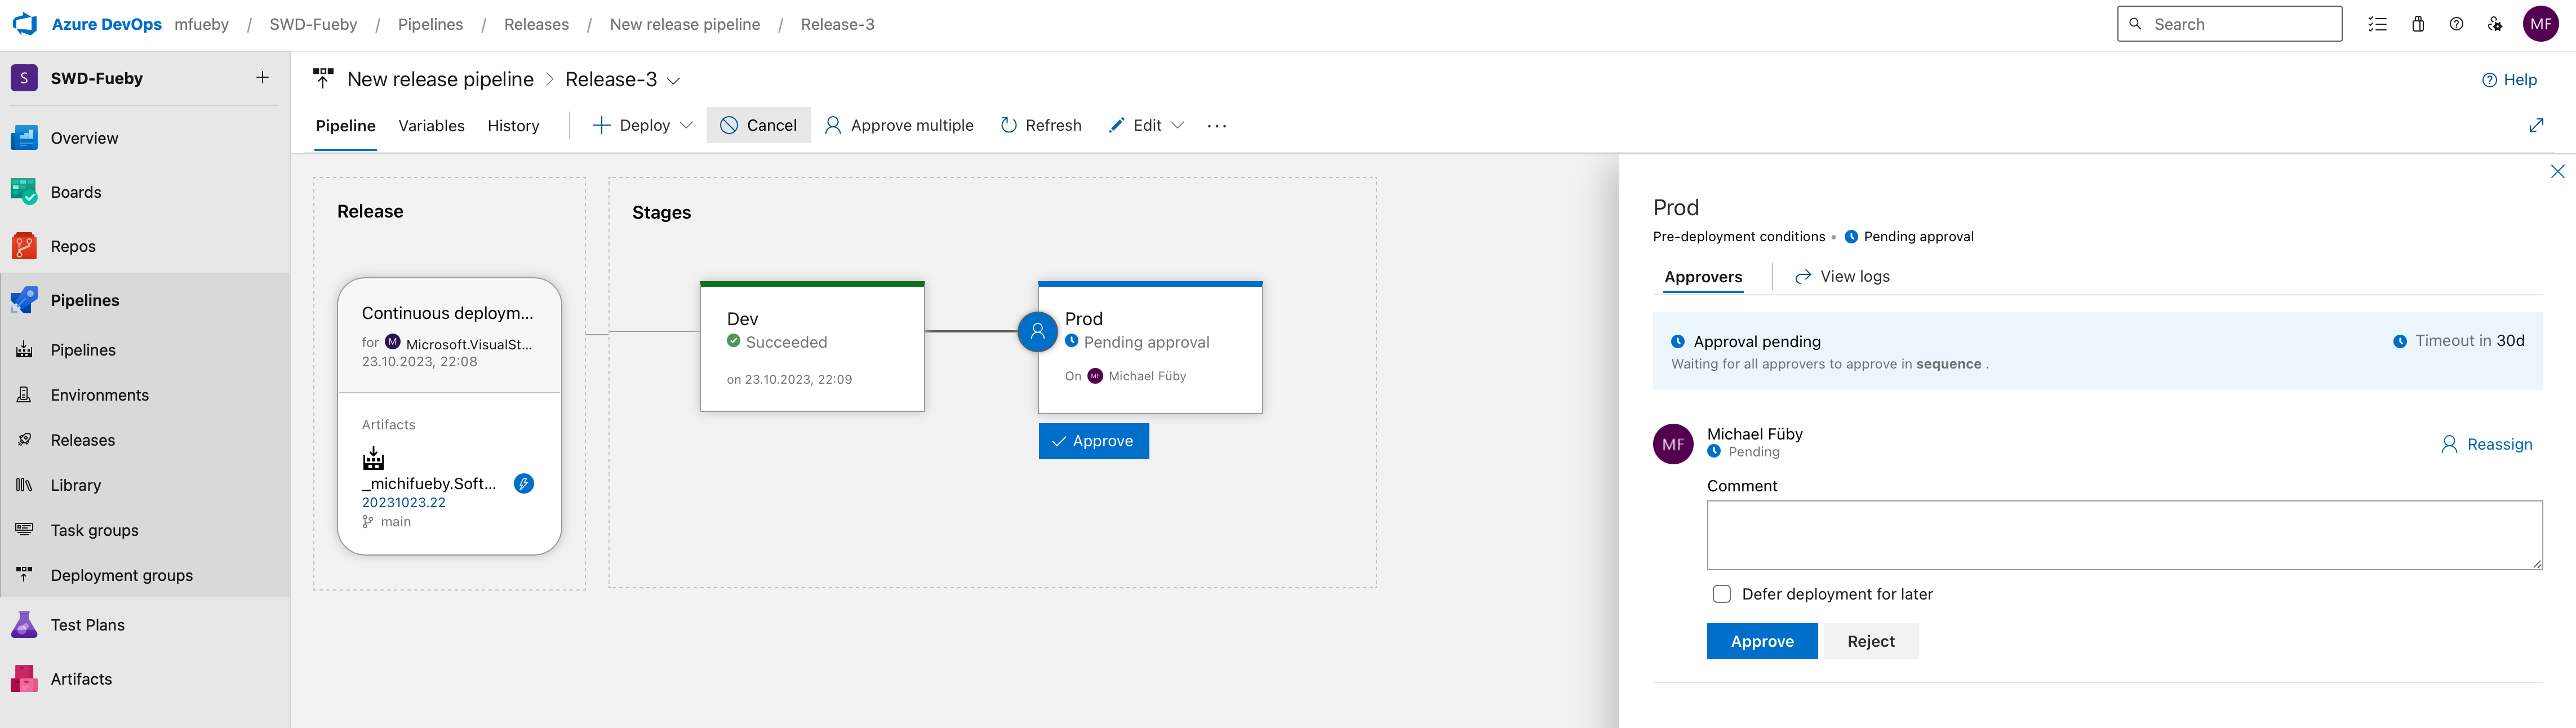 Azure DevOps mfueby / SWD-Fueby / Pipelines / Releases / New release pipeline / Release-3
Search
MF
S SWD-Fueby
Overview
Boards
Repos
Pipelines
Pipelines
Environments
Releases
Library
Task groups
Deployment groups
Test Plans
Artifacts
New release pipeline > Release-3
Help
Pipeline Variables History Deploy Cancel Approve multiple Refresh Edit ...
Release
Continuous deploym...
for M Microsoft.VisualSt...
23.10.2023, 22:08
Artifacts
_michifueby.Soft...
20231023.22
main
Stages
Dev
Succeeded
on 23.10.2023, 22:09
Prod
Pending approval
On MF Michael Füby
Approve
Prod
Pre-deployment conditions • Pending approval
Approvers View logs
Approval pending
Timeout in 30d
Waiting for all approvers to approve in sequence .
MF
Michael Füby
Pending
Reassign
Comment
Defer deployment for later
Approve Reject